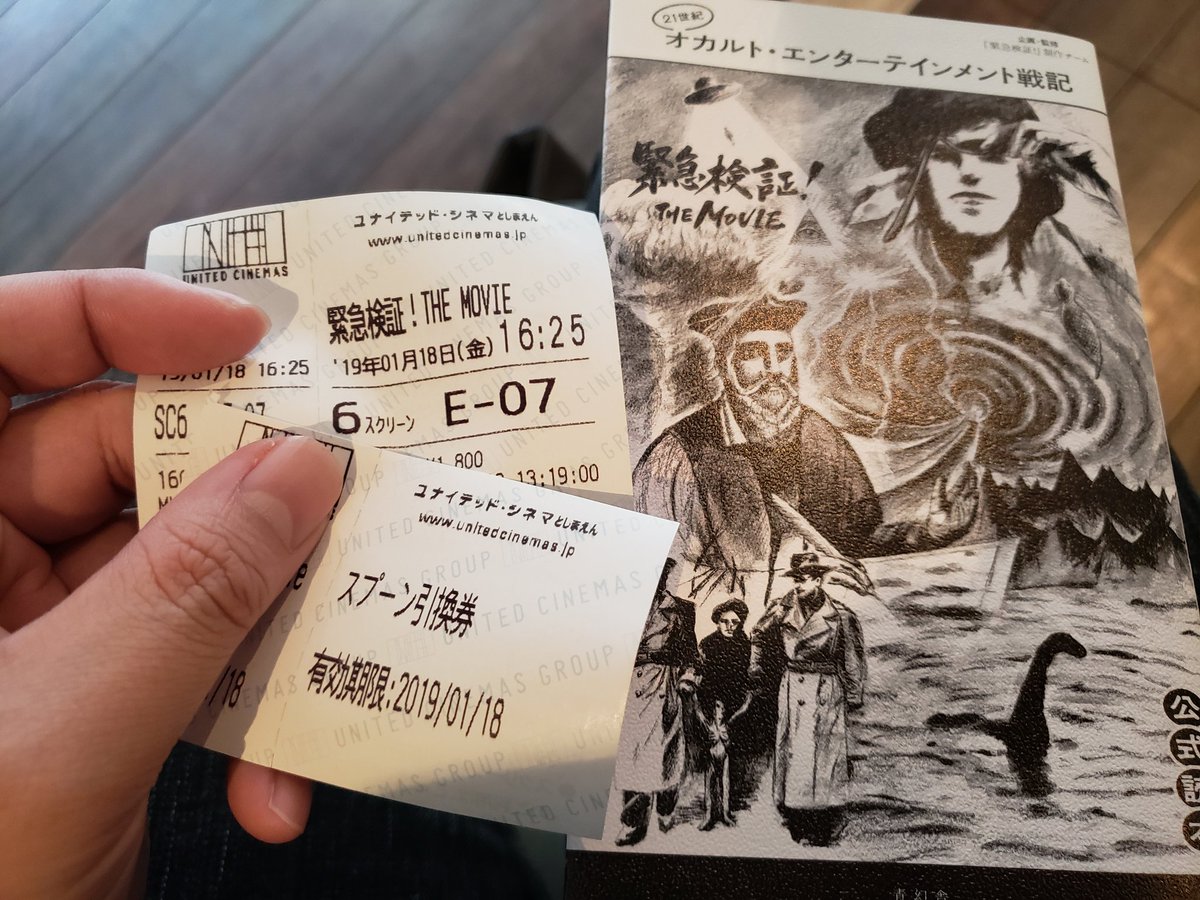 UNITED CINEMAS
ユナイテッド・シネマとしまえん
www.unitedcinemas.jp
緊急検証!THE MOVIE
'19年01月18日(金) 16:25
/01/18 16:25
SC6
6スクリーン E-07
800
13:19:00
ユナイテッド・シネマとしまえん
www.unitedcinemas.jp
スプーン引換券
有効期限:2019/01/18
/18
21世紀
オカルト・エンターテインメント戦記
企画・監修
「緊急検証!」制作チーム
緊急検証!
THE MOVIE
公式
青幻舎